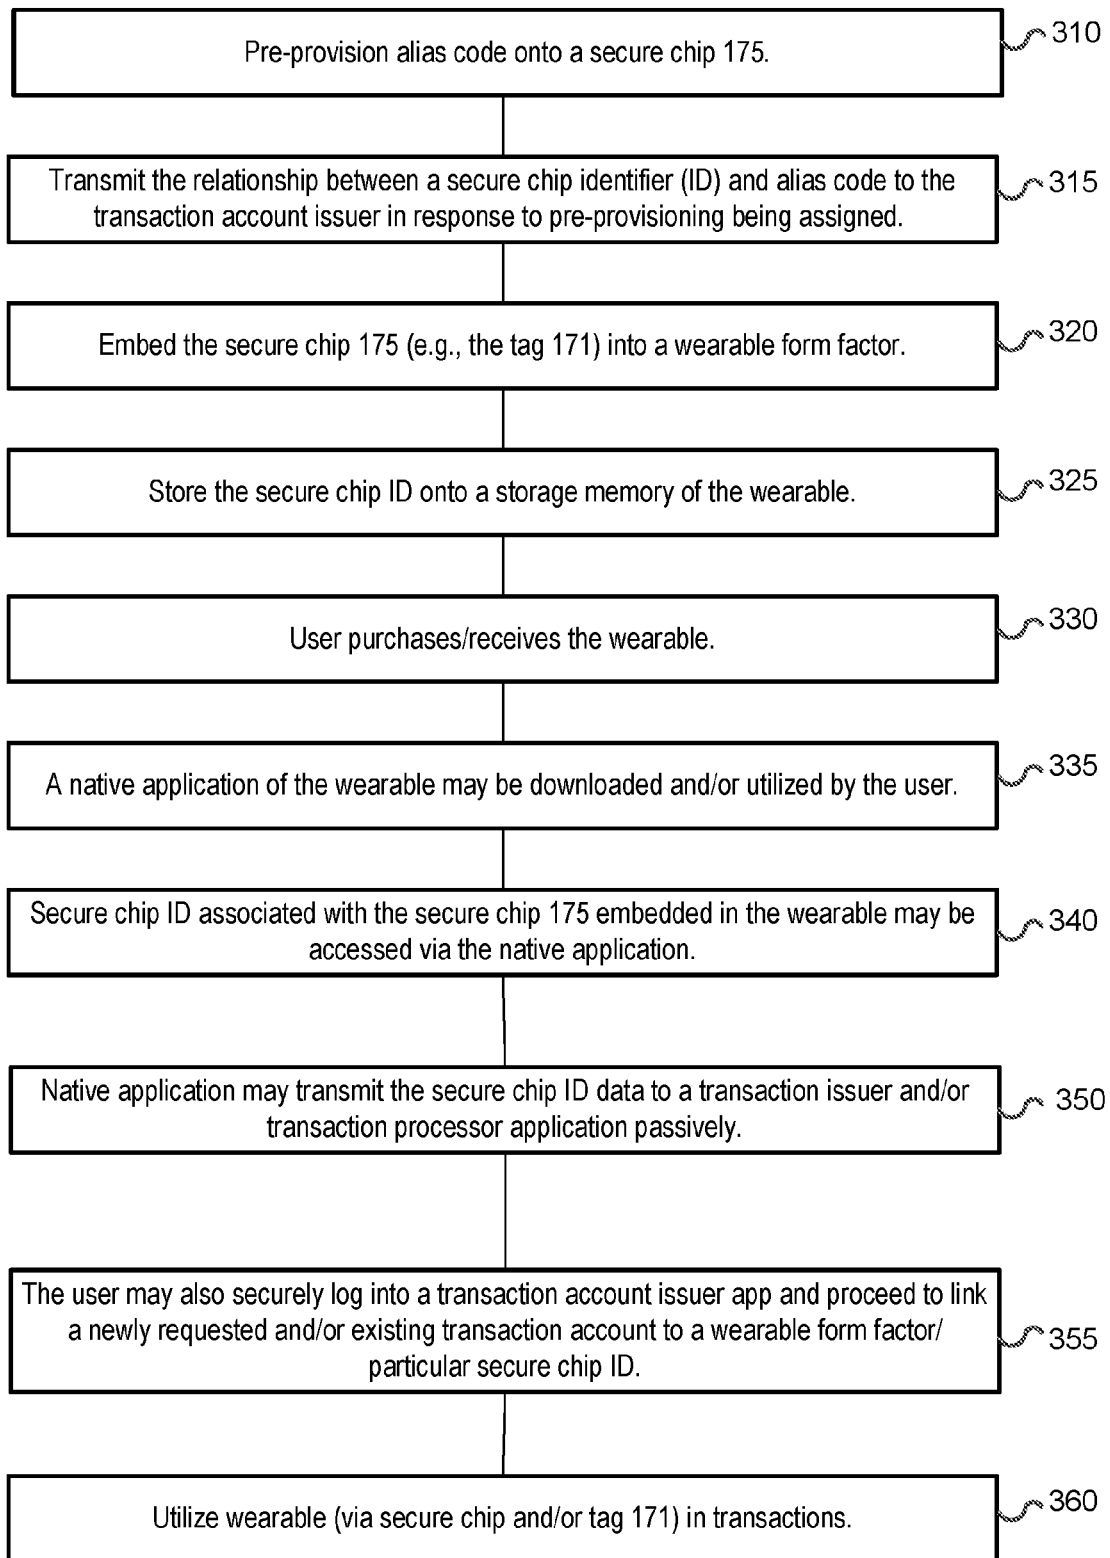 Pre-provision alias code onto a secure chip 175.
310
Transmit the relationship between a secure chip identifier (ID) and alias code to the
transaction account issuer in response to pre-provisioning being assigned.
315
Embed the secure chip 175 (e.g., the tag 171) into a wearable form factor.
320
Store the secure chip ID onto a storage memory of the wearable.
325
User purchases/receives the wearable.
330
A native application of the wearable may be downloaded and/or utilized by the user.
335
Secure chip ID associated with the secure chip 175 embedded in the wearable may be
accessed via the native application.
340
Native application may transmit the secure chip ID data to a transaction issuer and/or
transaction processor application passively.
350
The user may also securely log into a transaction account issuer app and proceed to link
a newly requested and/or existing transaction account to a wearable form factor/
particular secure chip ID.
355
Utilize wearable (via secure chip and/or tag 171) in transactions.
360